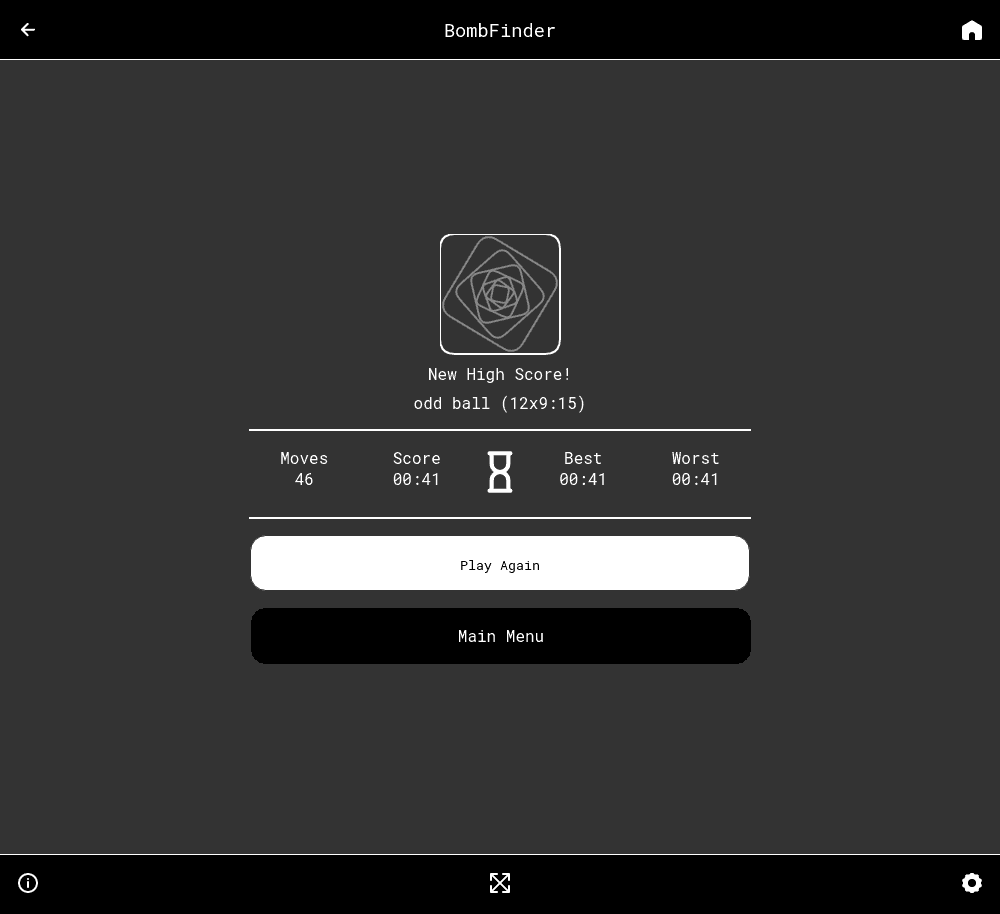 BombFinder
New High Score!
odd ball (12x9:15)
Moves Score Best Worst
46 00:41 00:41 00:41
Play Again
Main Menu